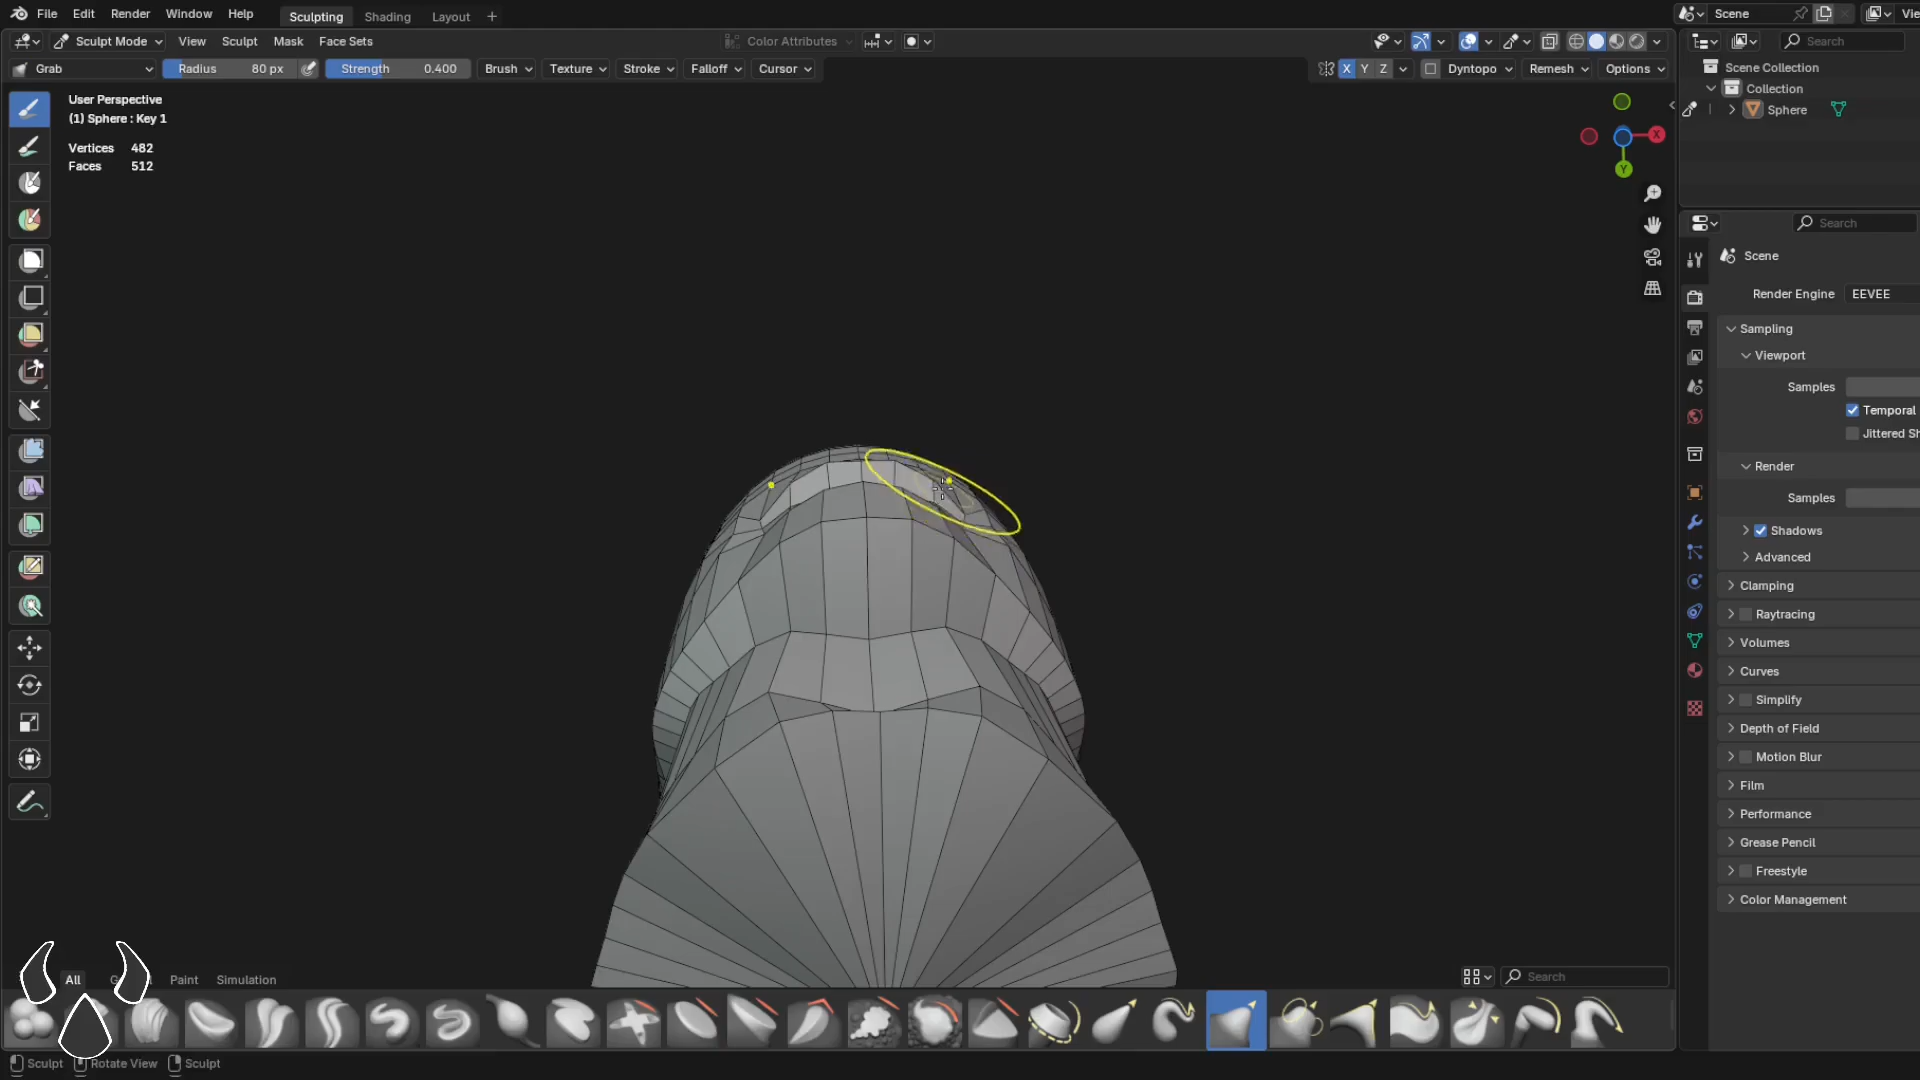 File Edit Render Window Help Sculpting Shading Layout + Scene
Sculpt Mode View Sculpt Mask Face Sets Color Attributes Search
Grab Radius 80 px Strength 0.400 Brush Texture Stroke Falloff Cursor X Y Z Dyntopo Remesh Options
Scene Collection
Collection
Sphere
User Perspective
(1) Sphere : Key 1
Vertices 482
Faces 512
X
Y
Search
Scene
Render Engine EEVEE
Sampling
Viewport
Samples
Temporal
Jittered Sh
Render
Samples
Shadows
Advanced
Clamping
Raytracing
Volumes
Curves
Simplify
Depth of Field
Motion Blur
Film
Performance
Grease Pencil
Freestyle
Color Management
All Paint Simulation Search
Sculpt Rotate View Sculpt